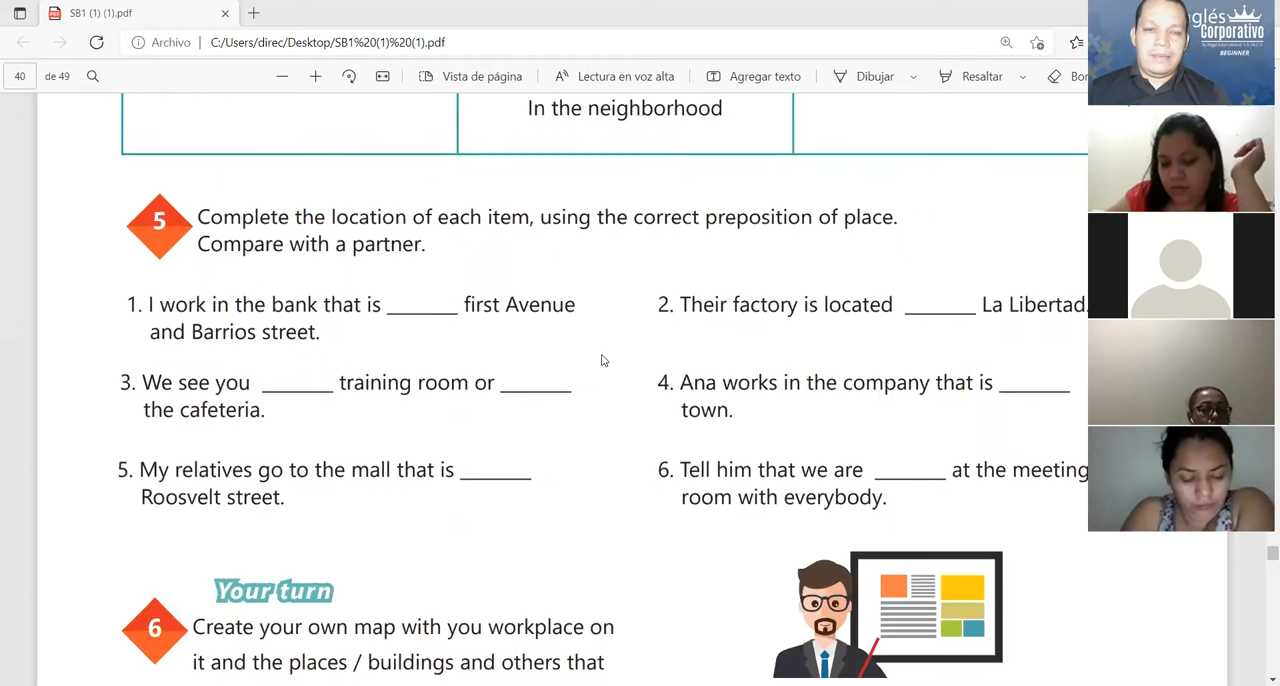 SB1 (1) (1).pdf
Archivo
C:/Users/direc/Desktop/SB1%20(1)%20(1).pdf
40
de 49
Vista de página
Lectura en voz alta
Agregar texto
Dibujar
Resaltar
glés
Corporativo
BEGINNER
In the neighborhood
5
Complete the location of each item, using the correct preposition of place.
Compare with a partner.
1. I work in the bank that is _______ first Avenue
and Barrios street.
2. Their factory is located _______ La Libertad.
3. We see you _______ training room or _______
the cafeteria.
4. Ana works in the company that is _______
town.
5. My relatives go to the mall that is _______
Roosvelt street.
6. Tell him that we are _______ at the meeting
room with everybody.
Your turn
6
Create your own map with you workplace on
it and the places / buildings and others that